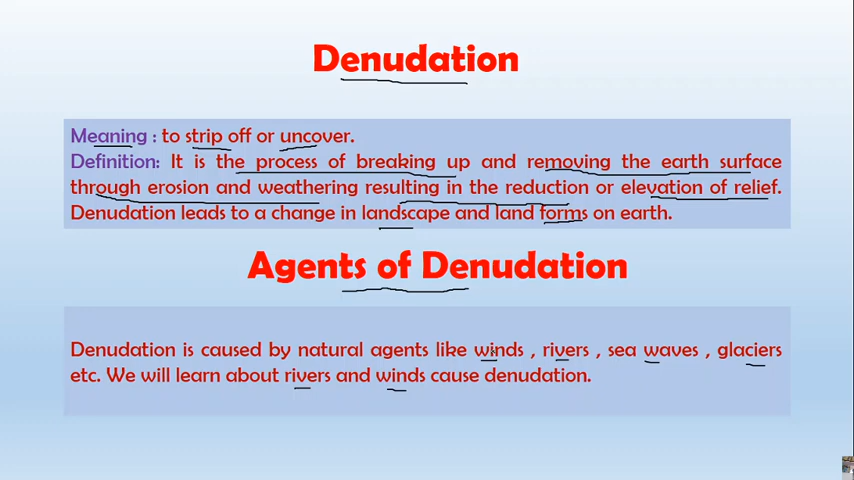 Denudation
Meaning : to strip off or uncover.
Definition: It is the process of breaking up and removing the earth surface
through erosion and weathering resulting in the reduction or elevation of relief.
Denudation leads to a change in landscape and land forms on earth.
Agents of Denudation
Denudation is caused by natural agents like winds , rivers , sea waves , glaciers
etc. We will learn about rivers and winds cause denudation.